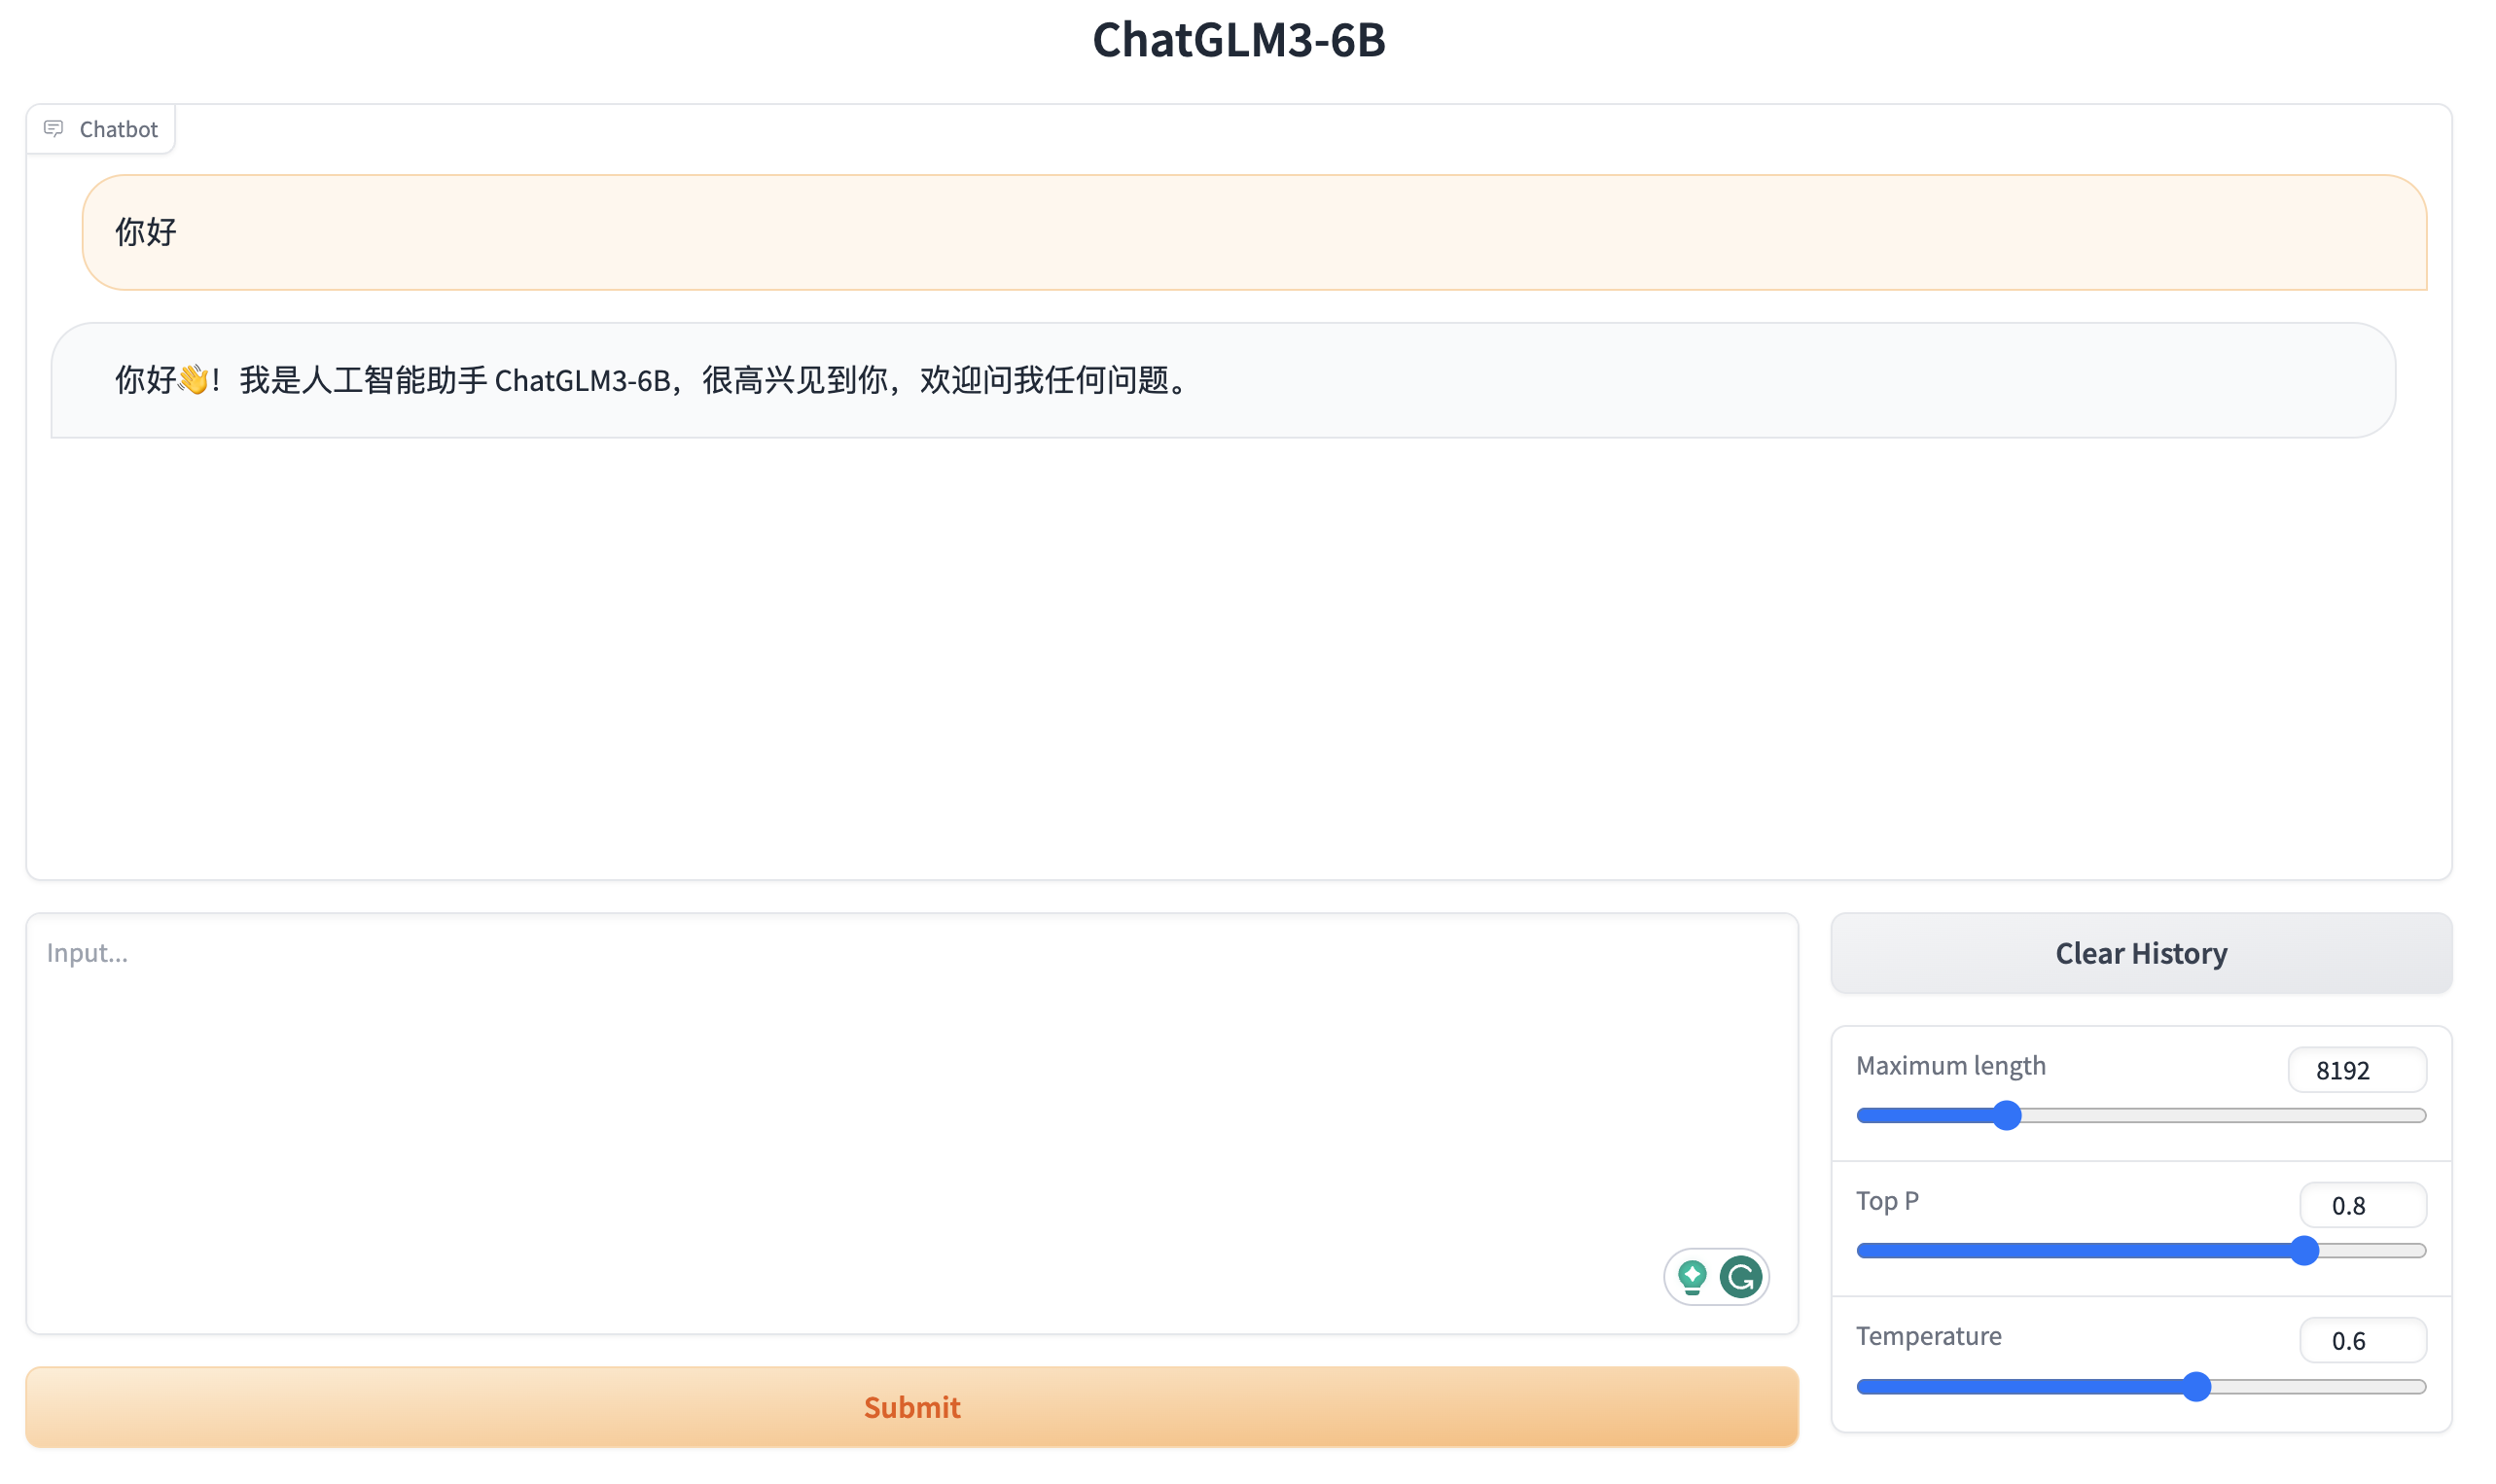 ChatGLM3-6B
Chatbot
你好
你好👋！我是人工智能助手 ChatGLM3-6B，很高兴见到你，欢迎问我任何问题。
Input...
Clear History
Maximum length
8192
Top P
0.8
Temperature
0.6
Submit